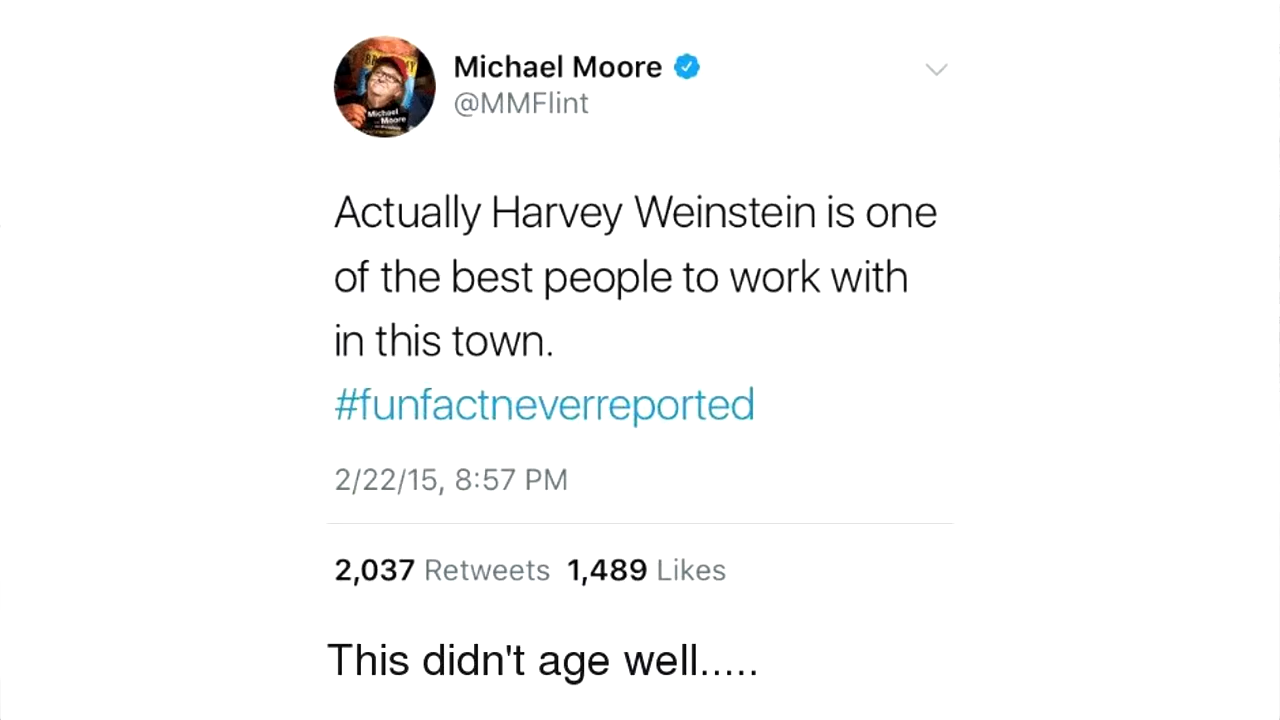 Michael Moore
@MMFlint
Actually Harvey Weinstein is one
of the best people to work with
in this town.
#funfactneverreported
2/22/15, 8:57 PM
2,037 Retweets 1,489 Likes
This didn't age well.....